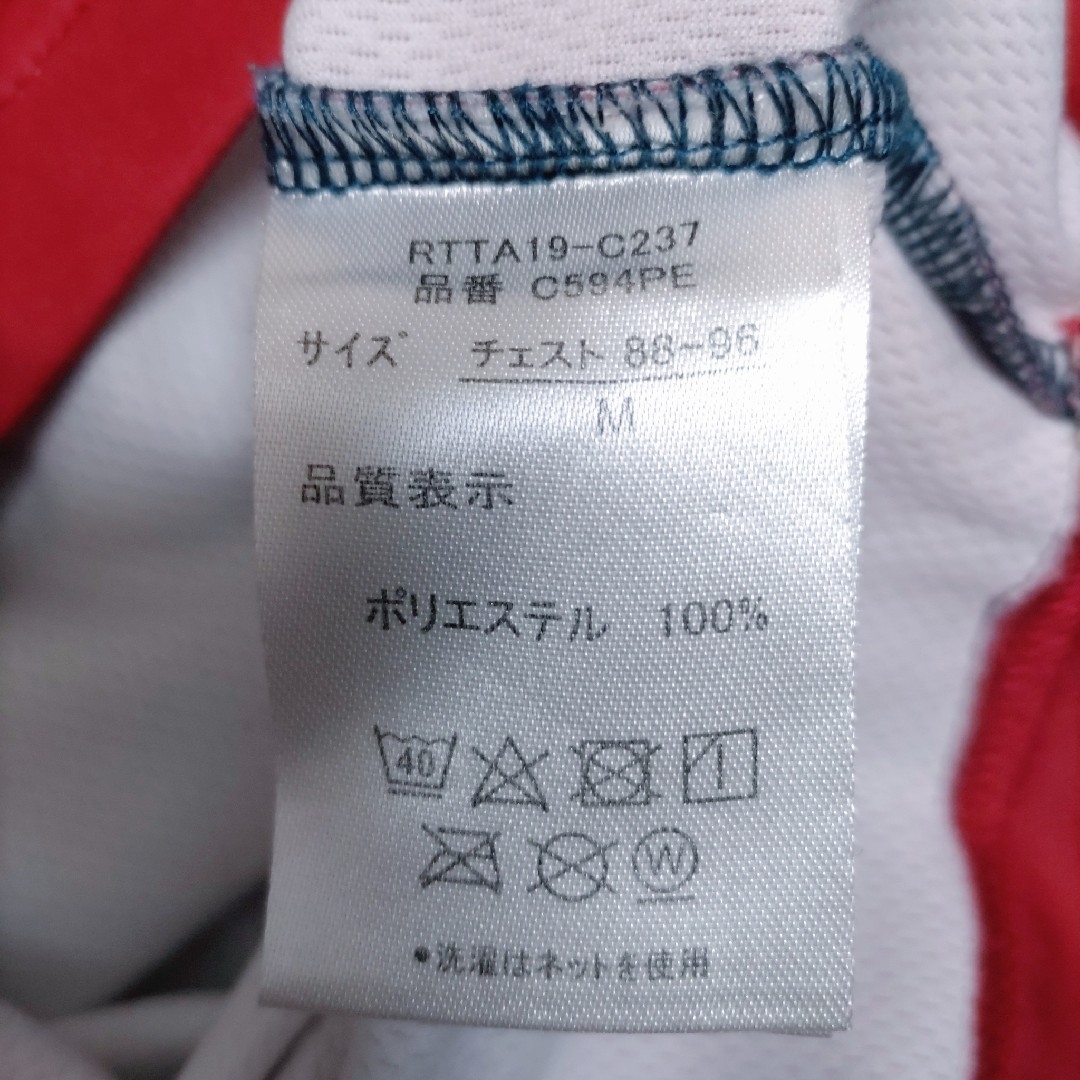 RTTA19-C237
品番 C594PE
サイズ チェスト 88-96
M
品質表示
ポリエステル 100%
40
W
•洗濯はネットを使用